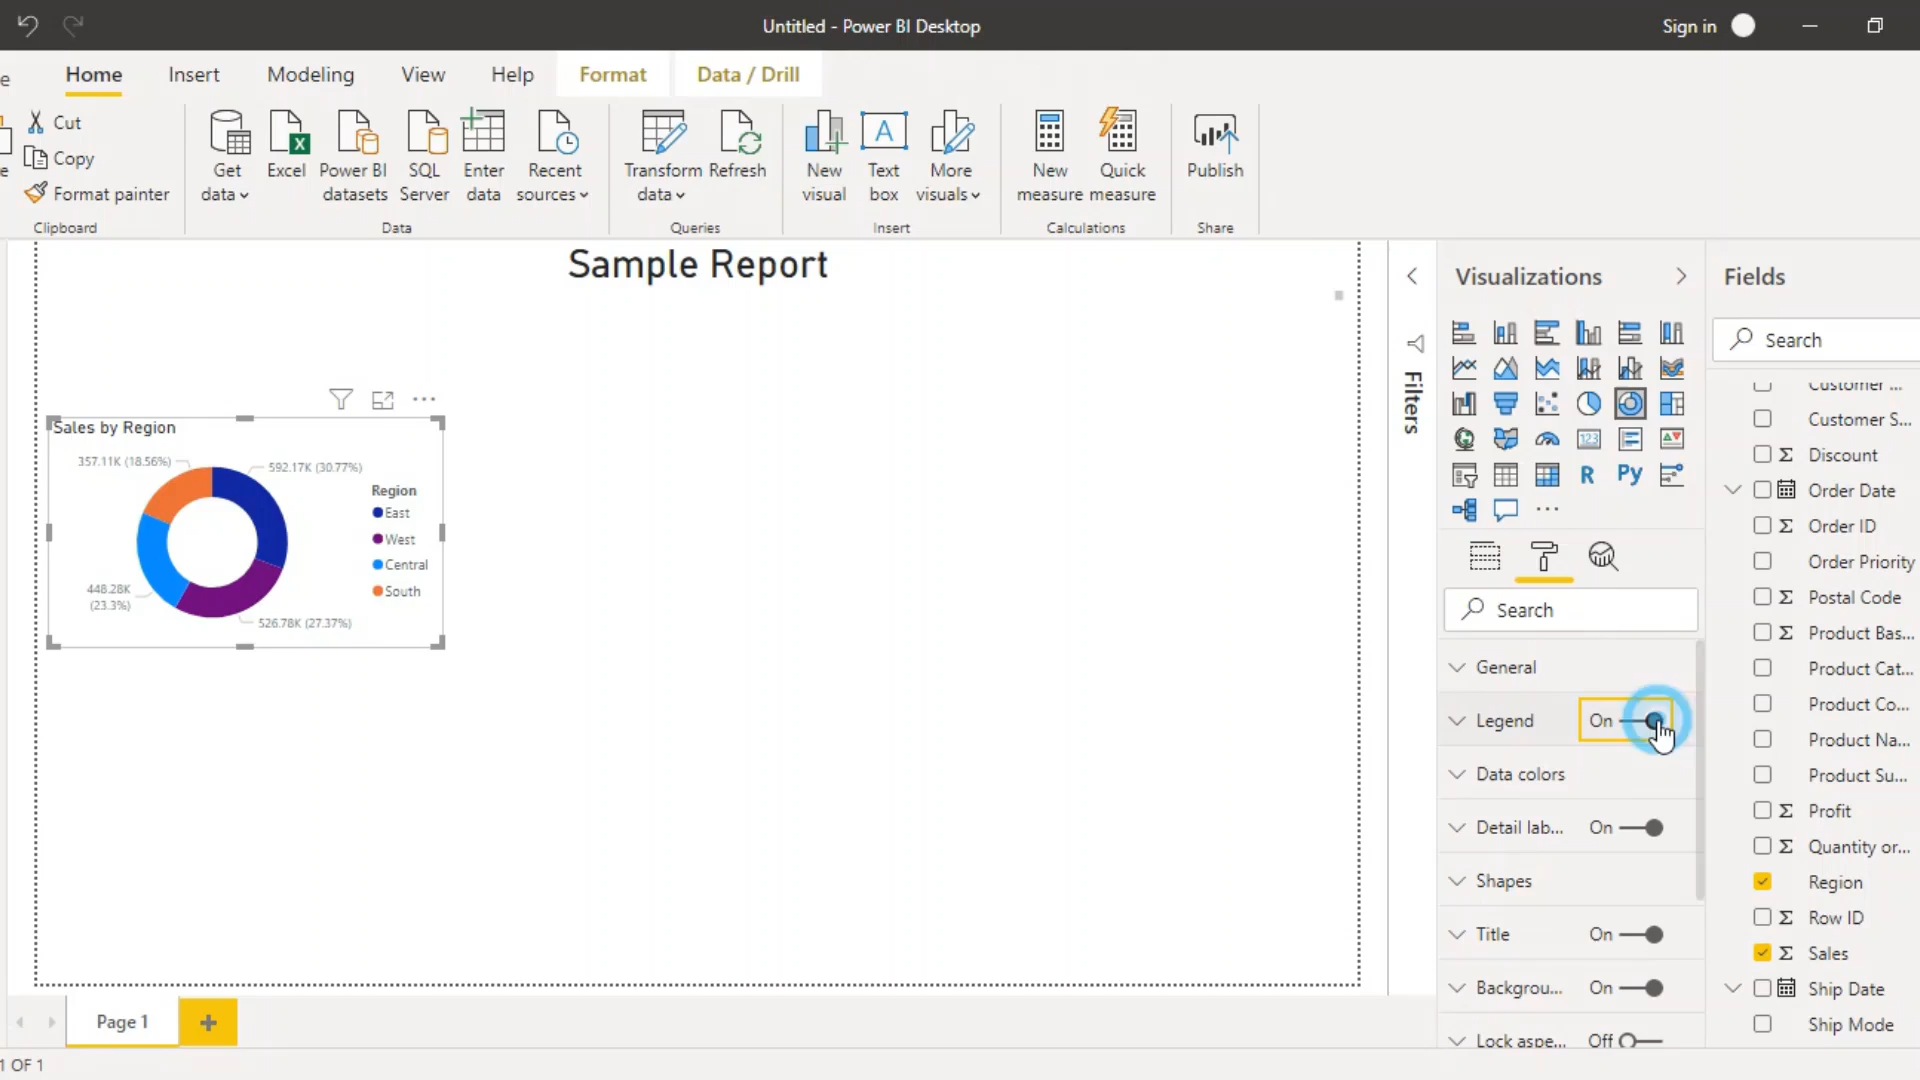 Untitled - Power BI Desktop
Sign in
Home
Insert
Modeling
View
Help
Format
Data / Drill
Cut
Copy
Format painter
Clipboard
Get data
Excel
Power BI datasets
SQL Server
Enter data
Recent sources
Data
Transform data
Refresh
Queries
New visual
Text box
More visuals
Insert
New measure
Quick measure
Calculations
Publish
Share
Sample Report
Sales by Region
357.11K (18.56%)
592.17K (30.77%)
448.28K
(23.3%)
526.78K (27.37%)
Region
East
West
Central
South
Filters
Visualizations
123
R
Py
Search
General
Legend On
Data colors
Detail lab... On
Shapes
Title On
Backgrou... On
Lock aspe... Off
Fields
Search
Customer ...
Customer S...
Discount
Order Date
Order ID
Order Priority
Postal Code
Product Bas...
Product Cat...
Product Co...
Product Na...
Product Su...
Profit
Quantity or...
Region
Row ID
Sales
Ship Date
Ship Mode
Page 1
1 OF 1